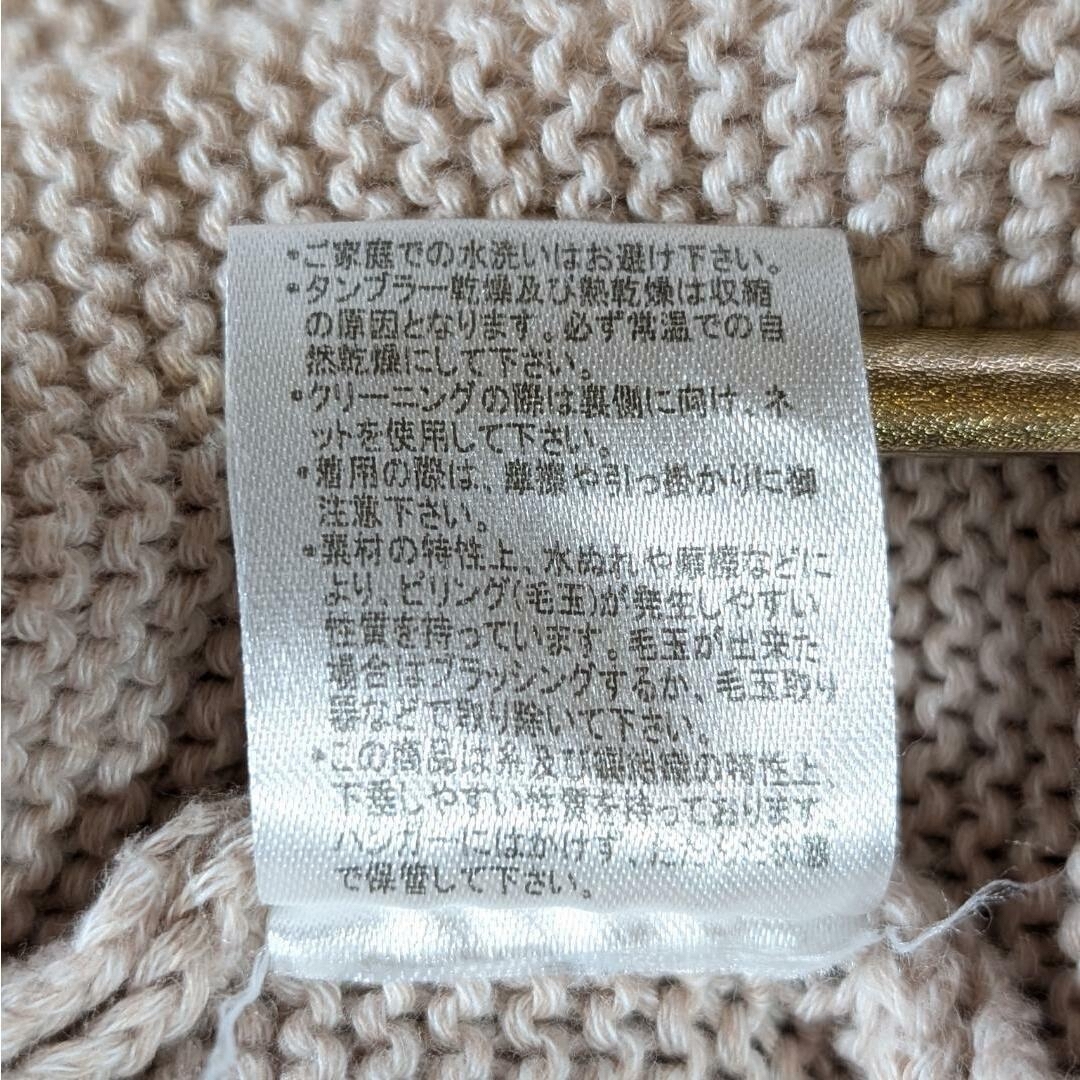 ・ご家庭での水洗いはお避け下さい。
・タンブラー乾燥及び熱乾燥は収縮
の原因となります。必ず常温での自
然乾燥にして下さい。
・クリーニングの際は裏側に向け、ネ
ットを使用して下さい。
・着用の際は、摩擦や引っ掛かりに御
注意下さい。
・素材の特性上、水ぬれや摩擦などに
より、ピリング(毛玉)が発生しやすい
性質を持っています。毛玉が出来た
場合はブラッシングするか、毛玉取り
器などで取り除いて下さい。
・この商品は糸及び編組織の特性上、
下垂しやすい性質を持っております。
ハンガーにはかけず、たたんだ状態
で保管して下さい。